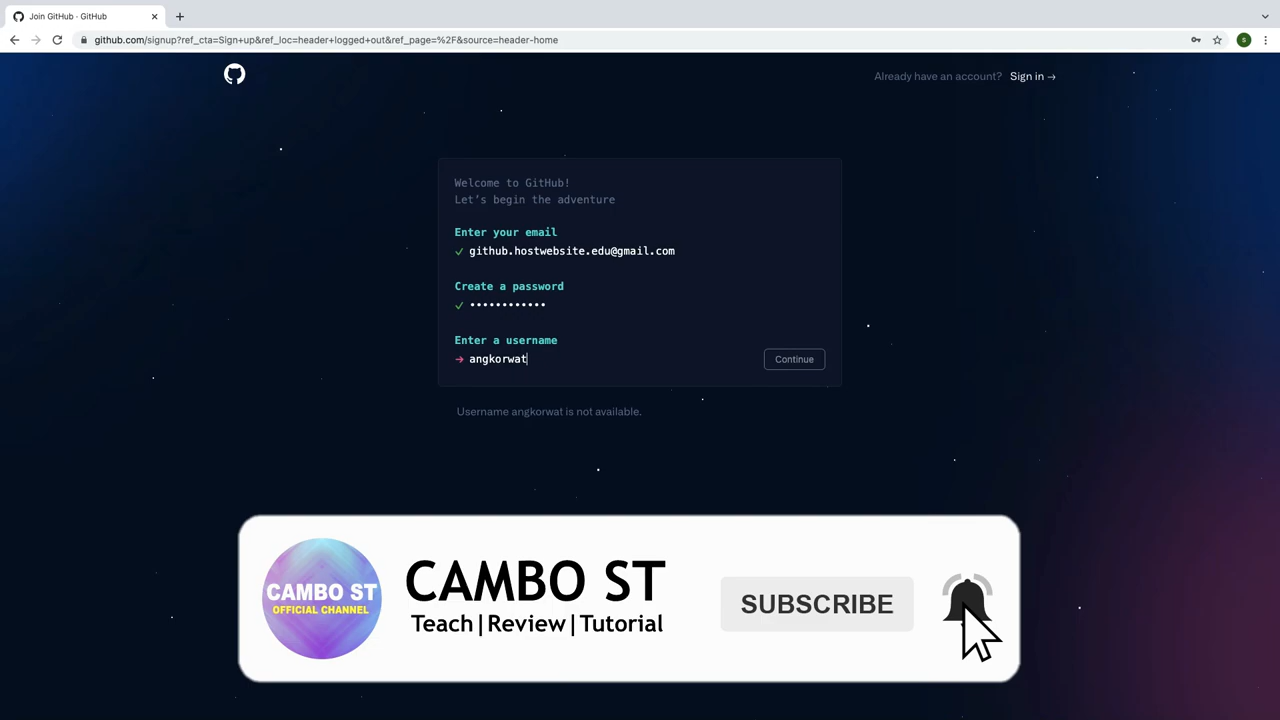 Join GitHub · GitHub
github.com/signup?ref_cta=Sign+up&ref_loc=header+logged+out&ref_page=%2F&source=header-home
S
Already have an account? Sign in →
Welcome to GitHub!
Let's begin the adventure
Enter your email
✓ github.hostwebsite.edu@gmail.com
Create a password
✓ ••••••••••••
Enter a username
→ angkorwat
Continue
Username angkorwat is not available.
CAMBO ST
OFFICIAL CHANNEL
CAMBO ST
Teach|Review|Tutorial
SUBSCRIBE